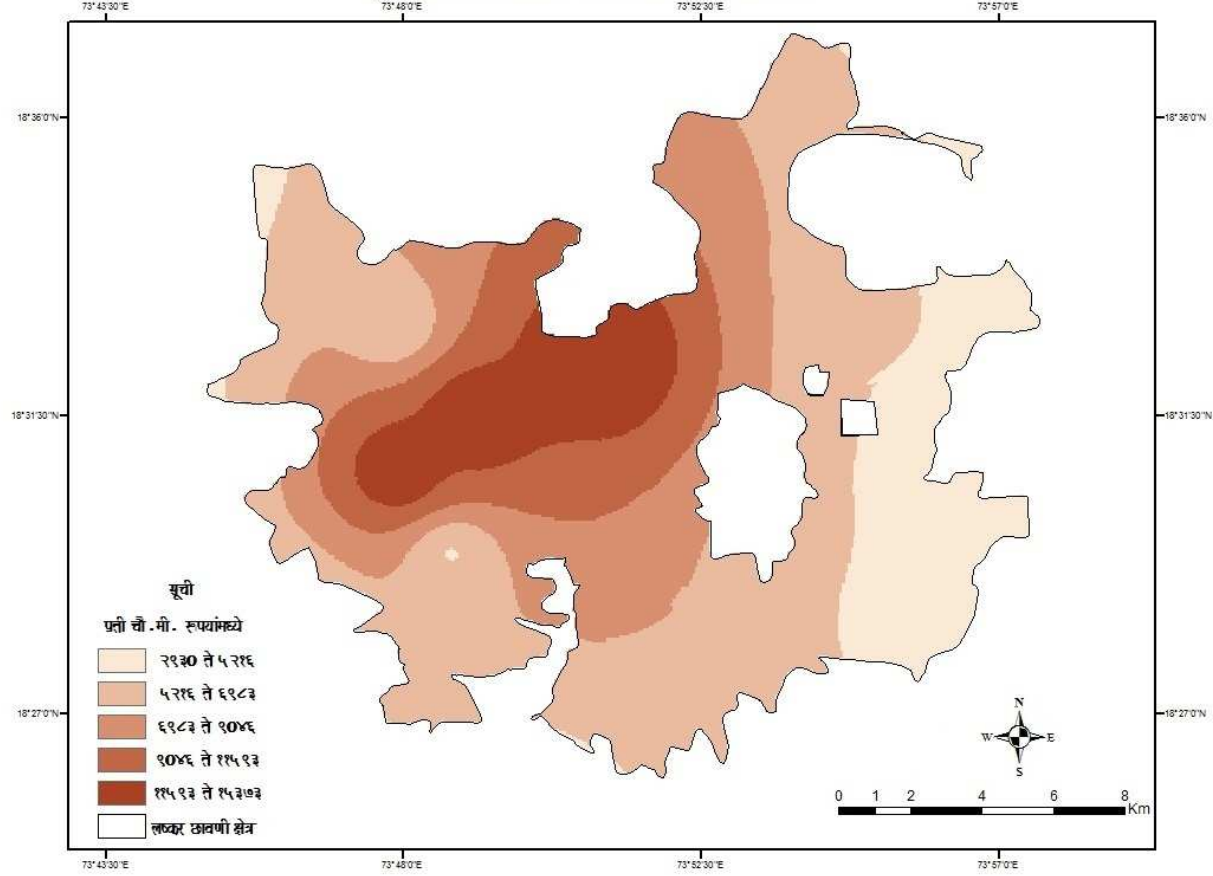 73°43'30"E 73°48'0"E 73°52'30"E 73°57'0"E
18°36'0"N 18°36'0"N
18°31'30"N 18°31'30"N
18°27'0"N 18°27'0"N
सूची
प्रती चौ.मी. रूपयांमध्ये
२९३० ते ५२१६
५२१६ ते ६९८३
६९८३ ते ९०४६
९०४६ ते ११५९३
११५९३ ते १५३७३
लष्कर छावणी क्षेत्र
N
W E
S
0 1 2 4 6 8
Km
73°43'30"E 73°48'0"E 73°52'30"E 73°57'0"E